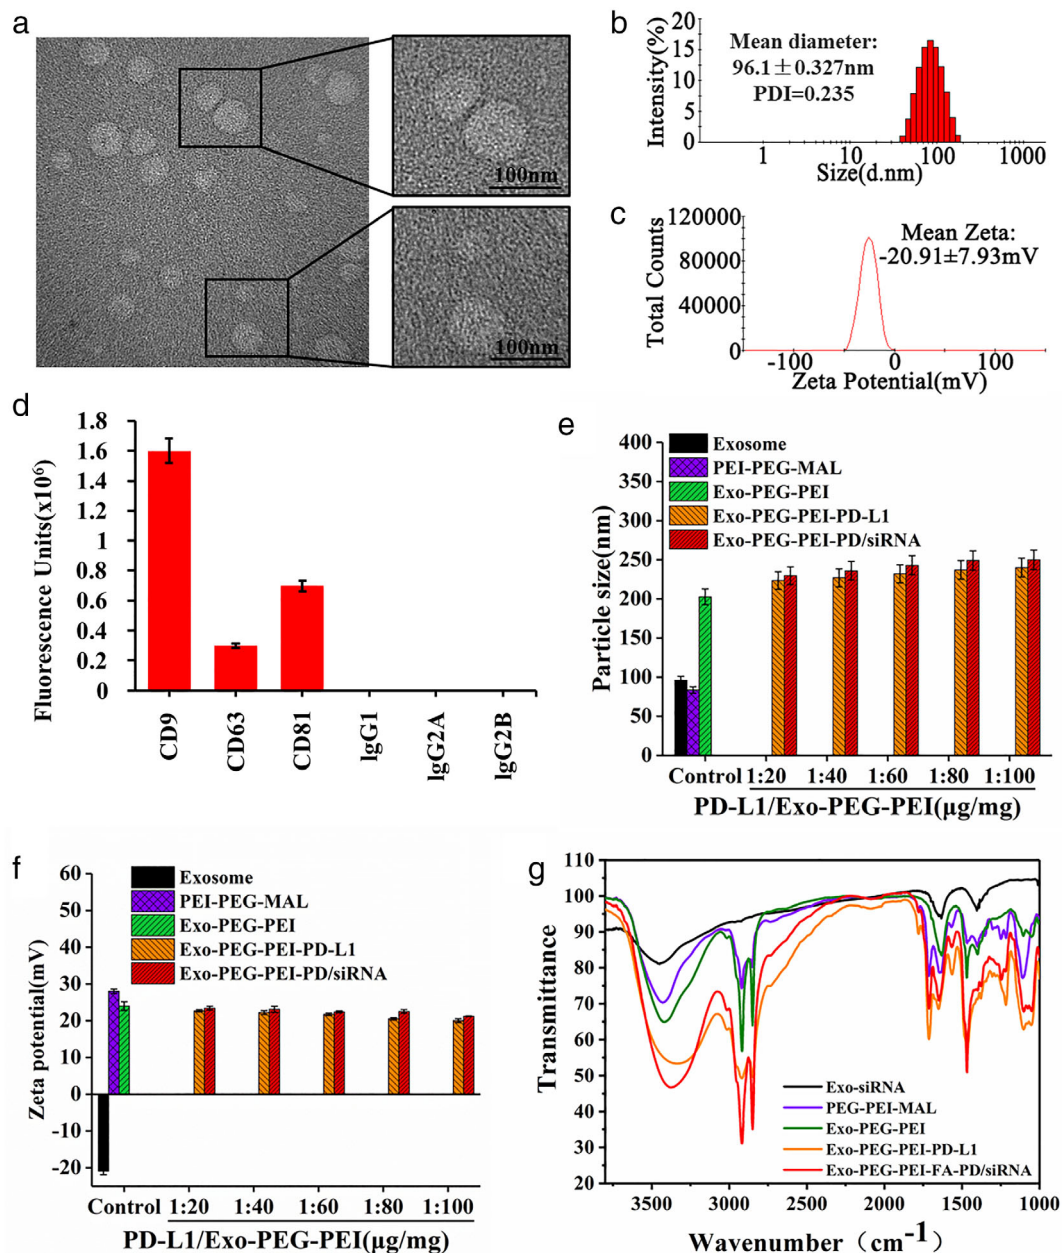 a
100nm
100nm
b
Intensity(%)
20
15
10
5
0
Mean diameter:
96.1±0.327nm
PDI=0.235
1 10 100 1000
Size(d.nm)
c
Total Counts
120000
80000
40000
0
Mean Zeta:
-20.91±7.93mV
-100 0 100
Zeta Potential(mV)
d
Fluorescence Units(x10⁶)
1.8
1.6
1.4
1.2
1
0.8
0.6
0.4
0.2
0
CD9
CD63
CD81
IgG1
IgG2A
IgG2B
e
Particle size(nm)
400
350
300
250
200
150
100
50
0
Exosome
PEI-PEG-MAL
Exo-PEG-PEI
Exo-PEG-PEI-PD-L1
Exo-PEG-PEI-PD/siRNA
Control 1:20 1:40 1:60 1:80 1:100
PD-L1/Exo-PEG-PEI(μg/mg)
f
Zeta potential(mV)
60
50
40
30
20
10
0
-10
-20
Exosome
PEI-PEG-MAL
Exo-PEG-PEI
Exo-PEG-PEI-PD-L1
Exo-PEG-PEI-PD/siRNA
Control 1:20 1:40 1:60 1:80 1:100
PD-L1/Exo-PEG-PEI(μg/mg)
g
Transmittance
110
100
90
80
70
60
50
40
30
20
Exo-siRNA
PEG-PEI-MAL
Exo-PEG-PEI
Exo-PEG-PEI-PD-L1
Exo-PEG-PEI-FA-PD/siRNA
3500 3000 2500 2000 1500 1000
Wavenumber（cm⁻¹）